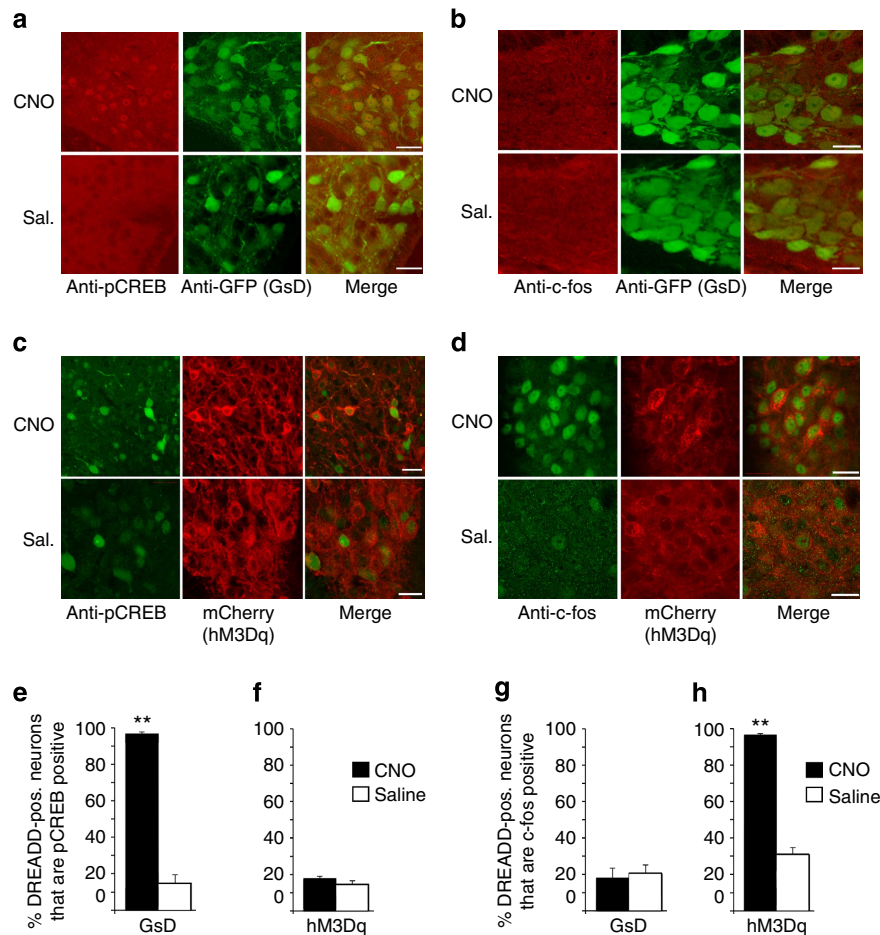 a
CNO
Sal.
Anti-pCREB Anti-GFP (GsD) Merge
b
CNO
Sal.
Anti-c-fos Anti-GFP (GsD) Merge
c
CNO
Sal.
Anti-pCREB mCherry (hM3Dq) Merge
d
CNO
Sal.
Anti-c-fos mCherry (hM3Dq) Merge
e
% DREADD-pos. neurons
that are pCREB positive
100
80
60
40
20
0
**
GsD
f
100
80
60
40
20
0
CNO
Saline
hM3Dq
g
% DREADD-pos. neurons
that are c-fos positive
100
80
60
40
20
0
GsD
h
100
80
60
40
20
0
**
CNO
Saline
hM3Dq